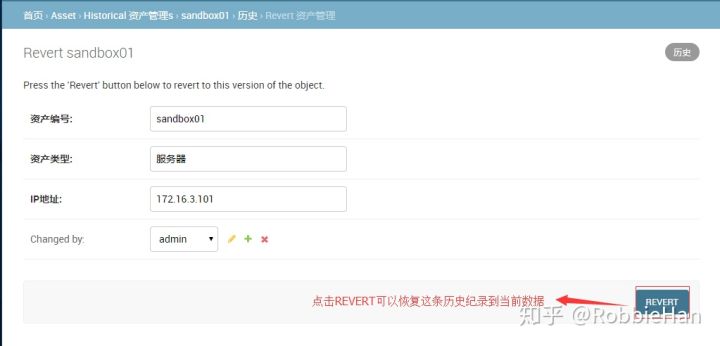 首页 › Asset › Historical 资产管理s › sandbox01 › 历史 › Revert 资产管理
Revert sandbox01
历史
Press the 'Revert' button below to revert to this version of the object.
资产编号: sandbox01
资产类型: 服务器
IP地址: 172.16.3.101
Changed by: admin
点击REVERT可以恢复这条历史纪录到当前数据
REVERT
知乎 @RobbieHan